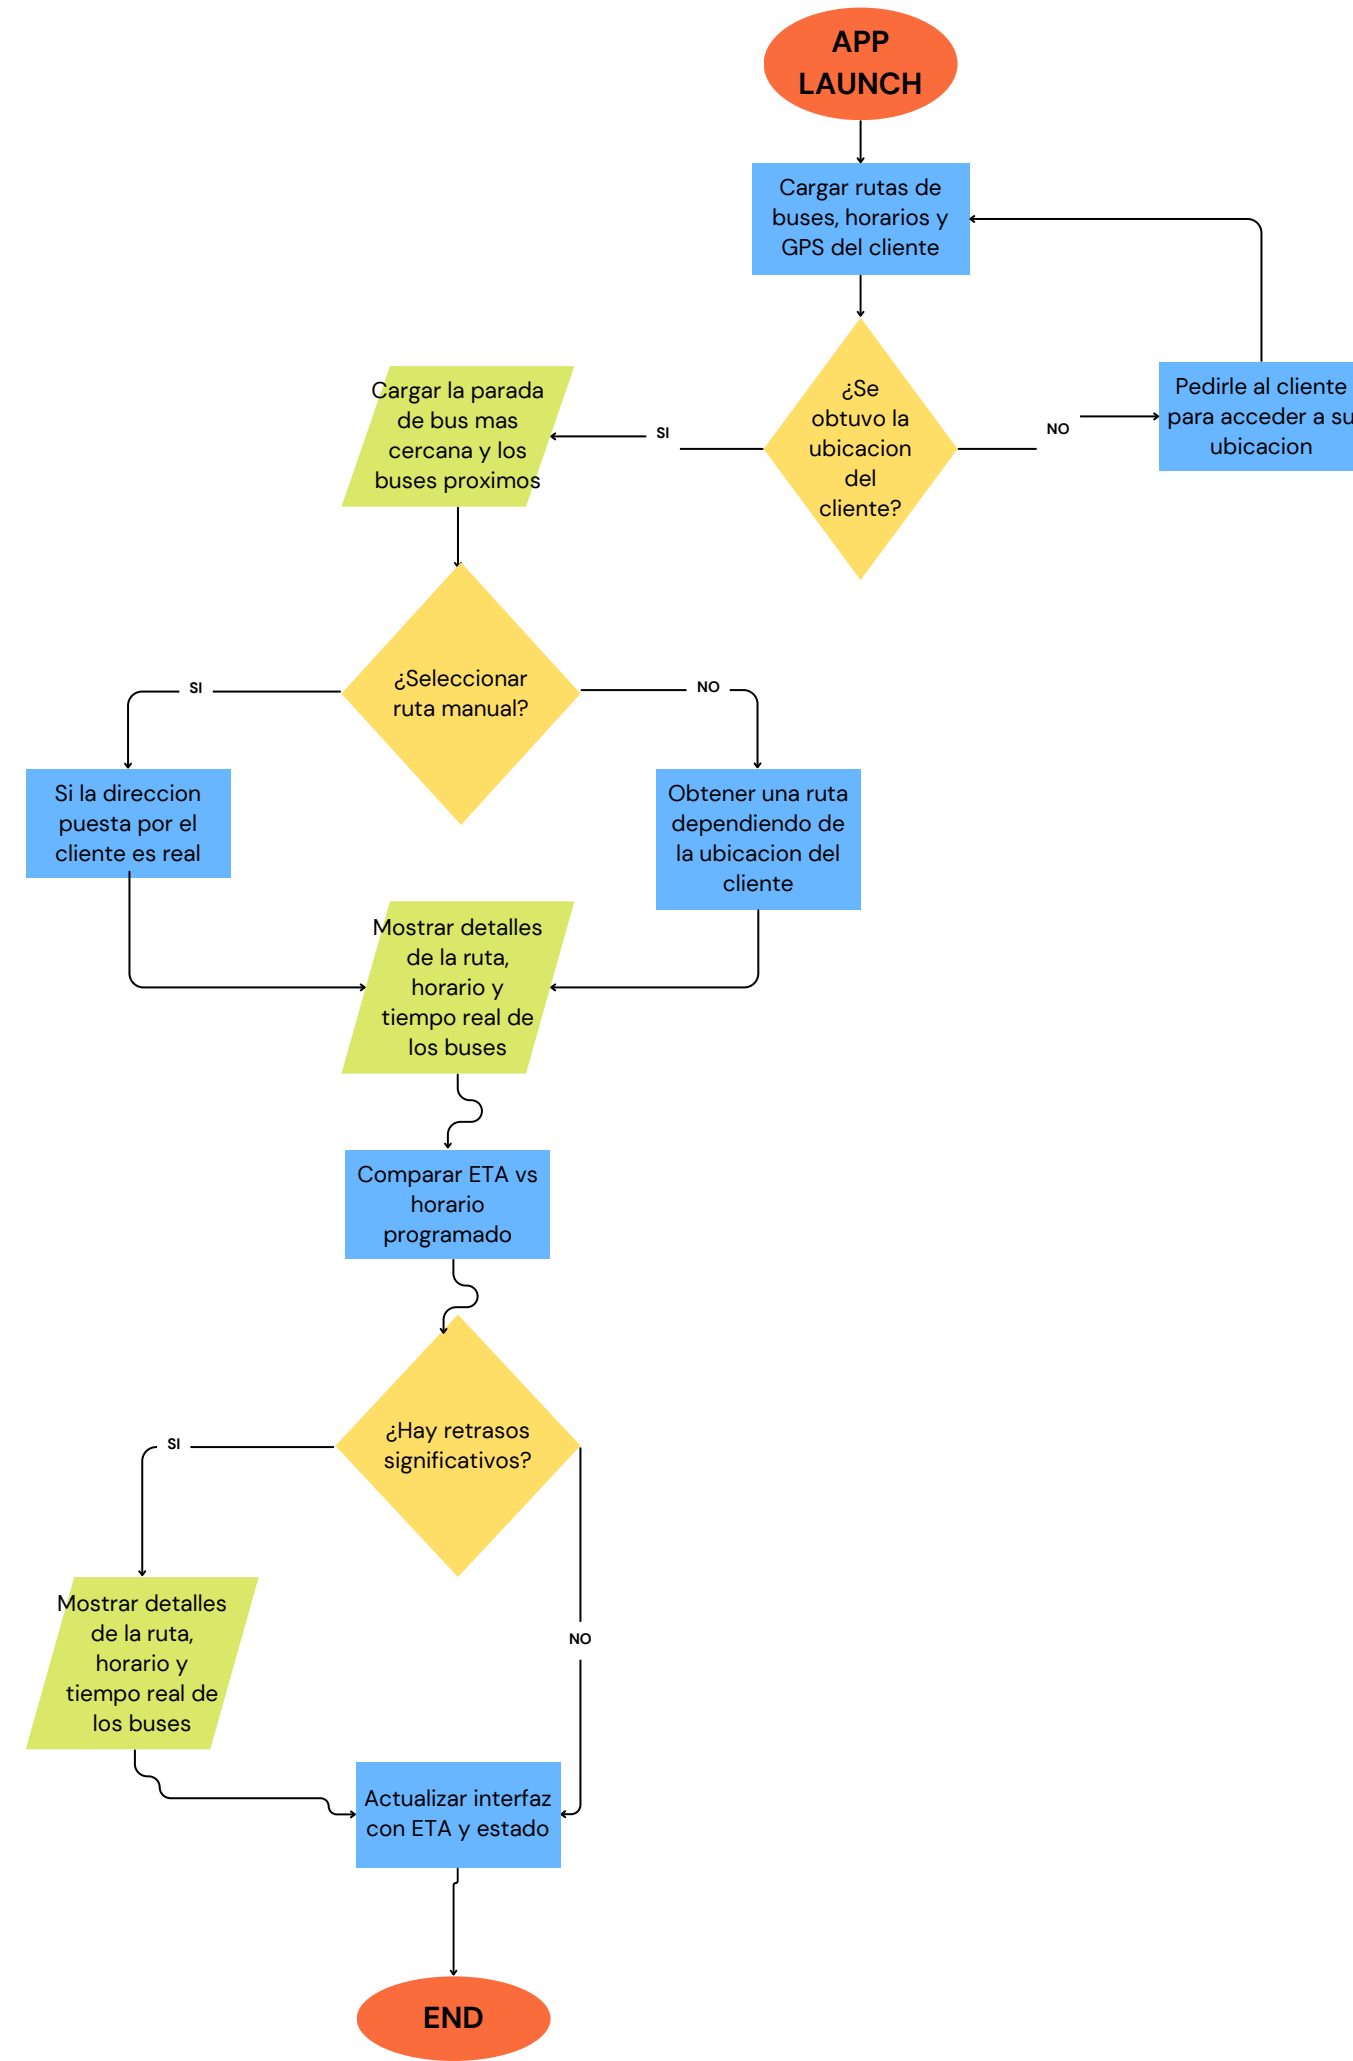 APP
LAUNCH
Cargar rutas de
buses, horarios y
GPS del cliente
¿Se
obtuvo la
ubicacion
del
cliente?
NO
Pedirle al cliente
para acceder a su
ubicacion
SI
Cargar la parada
de bus mas
cercana y los
buses proximos
¿Seleccionar
ruta manual?
SI
NO
Si la direccion
puesta por el
cliente es real
Obtener una ruta
dependiendo de
la ubicacion del
cliente
Mostrar detalles
de la ruta,
horario y
tiempo real de
los buses
Comparar ETA vs
horario
programado
¿Hay retrasos
significativos?
SI
NO
Mostrar detalles
de la ruta,
horario y
tiempo real de
los buses
Actualizar interfaz
con ETA y estado
END